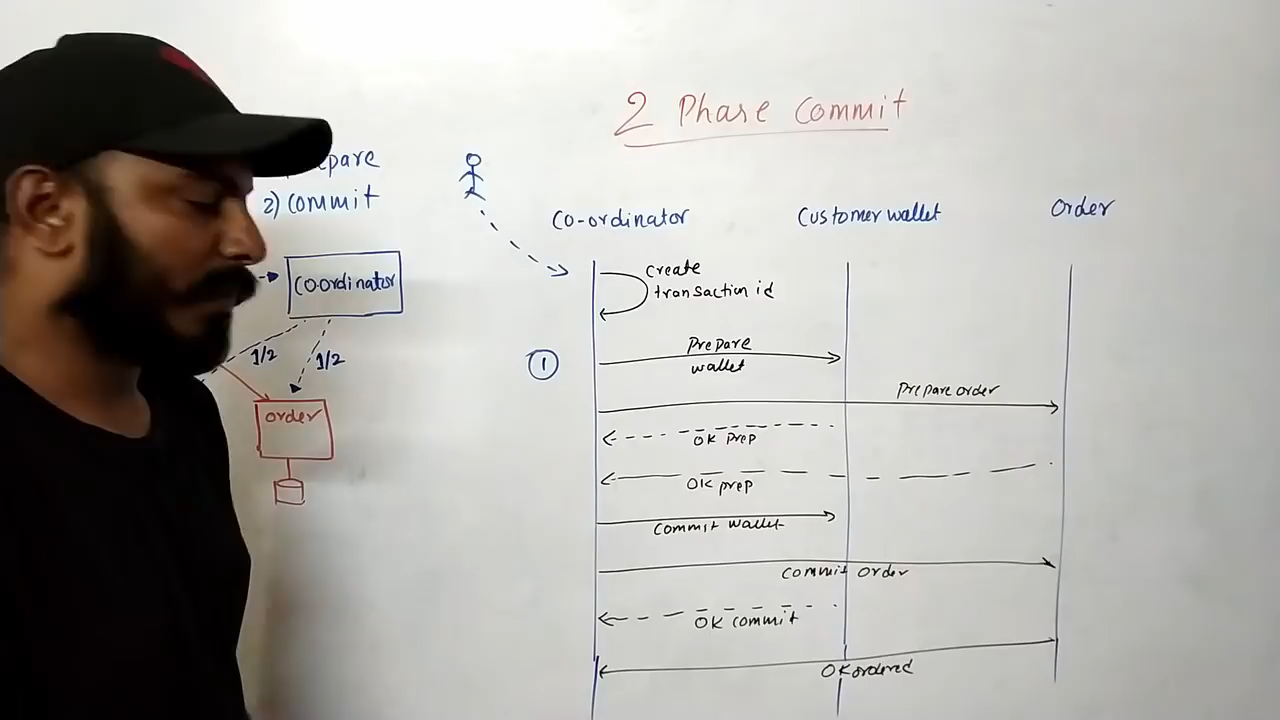 2 Phase Commit
epare
2) Commit
Co-ordinator
1/2
1/2
order
Co-ordinator
Customer wallet
Order
Create
transaction id
1
Prepare
wallet
Prepare order
OK Prep
OK prep
Commit wallet
Commit Order
OK commit
OK ordered